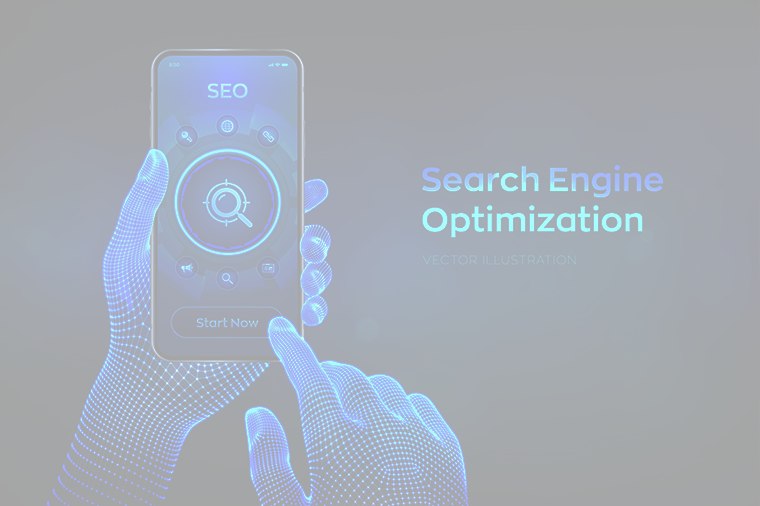 SEO
Start Now
Search Engine
Optimization
VECTOR ILLUSTRATION